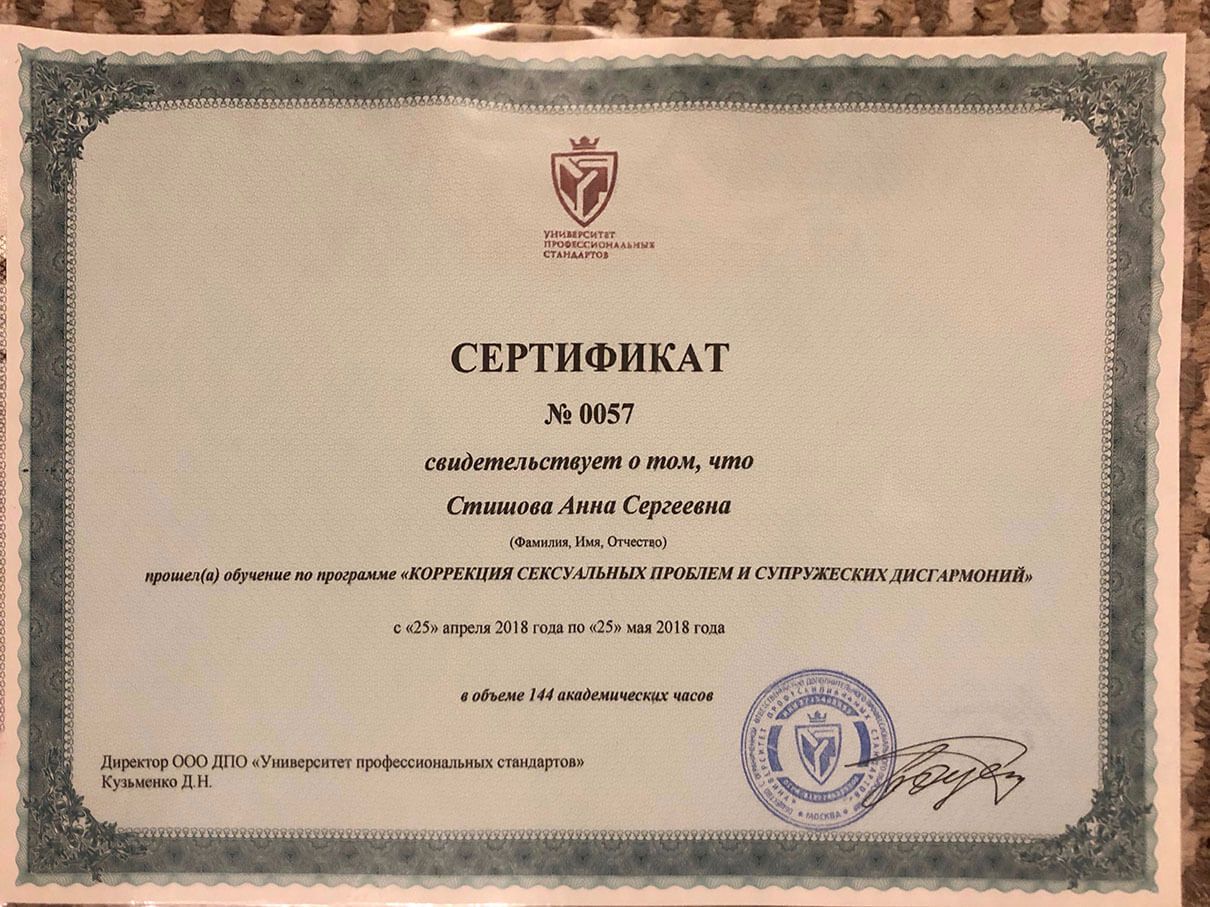 УНИВЕРСИТЕТ
ПРОФЕССИОНАЛЬНЫХ
СТАНДАРТОВ
СЕРТИФИКАТ
№ 0057
свидетельствует о том, что
Стишова Анна Сергеевна
(Фамилия, Имя, Отчество)
прошел(а) обучение по программе «КОРРЕКЦИЯ СЕКСУАЛЬНЫХ ПРОБЛЕМ И СУПРУЖЕСКИХ ДИСГАРМОНИЙ»
с «25» апреля 2018 года по «25» мая 2018 года
в объеме 144 академических часов
Директор ООО ДПО «Университет профессиональных стандартов»
Кузьменко Д.Н.
МОСКВА